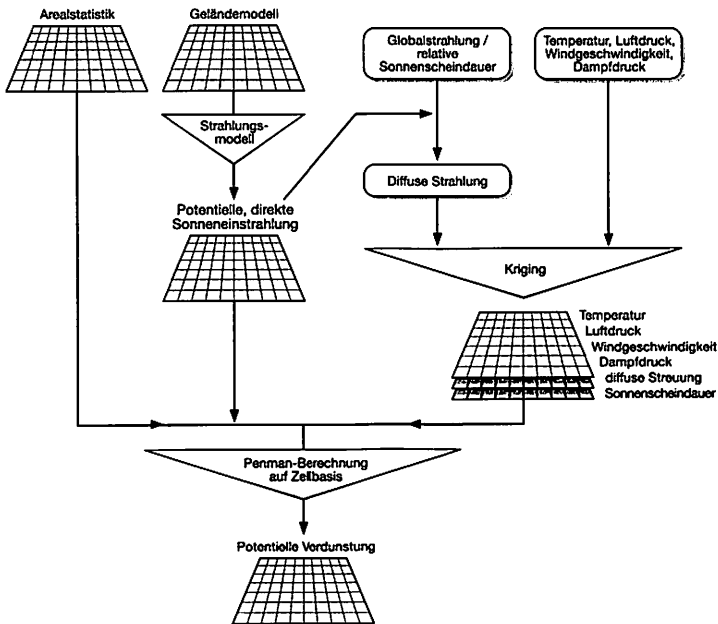 Arealstatistik
Geländemodell
Globalstrahlung /
relative
Sonnenscheindauer
Temperatur, Luftdruck,
Windgeschwindigkeit,
Dampfdruck
Strahlungs-
modell
Diffuse Strahlung
Potentielle, direkte
Sonneneinstrahlung
Kriging
Temperatur
Luftdruck
Windgeschwindigkeit
Dampfdruck
diffuse Streuung
Sonnenscheindauer
Penman-Berechnung
auf Zellbasis
Potentielle Verdunstung